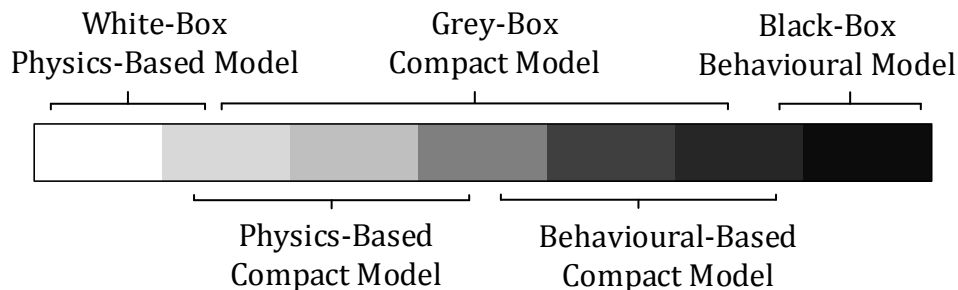 White-Box
Physics-Based Model
Grey-Box
Compact Model
Black-Box
Behavioural Model
Physics-Based
Compact Model
Behavioural-Based
Compact Model